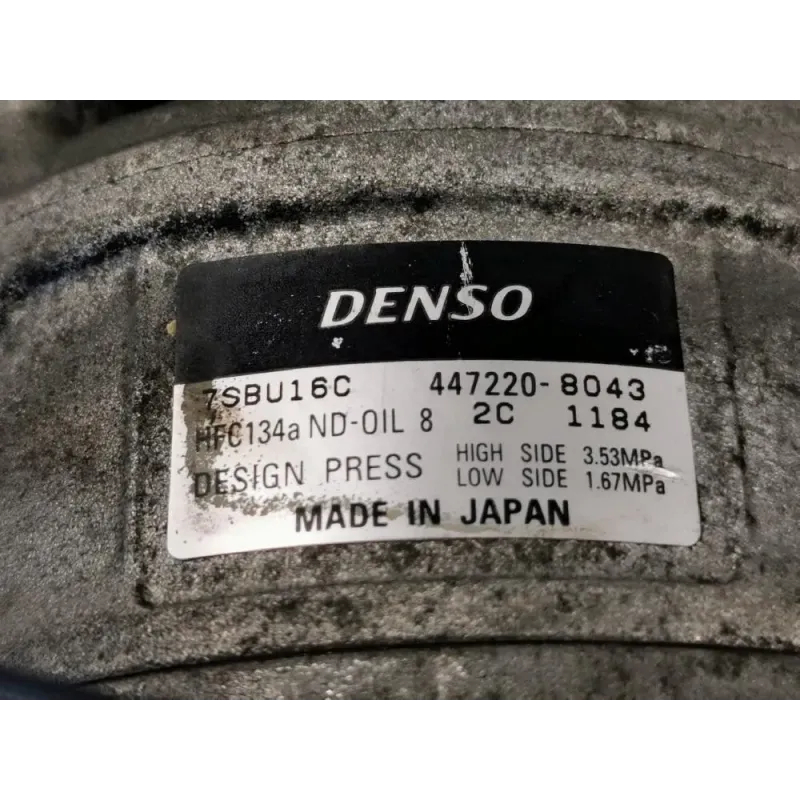 DENSO
7SBU16C 447220-8043
HFC134a ND-OIL 8 2C 1184
DESIGN PRESS HIGH SIDE 3.53MPa
LOW SIDE 1.67MPa
MADE IN JAPAN